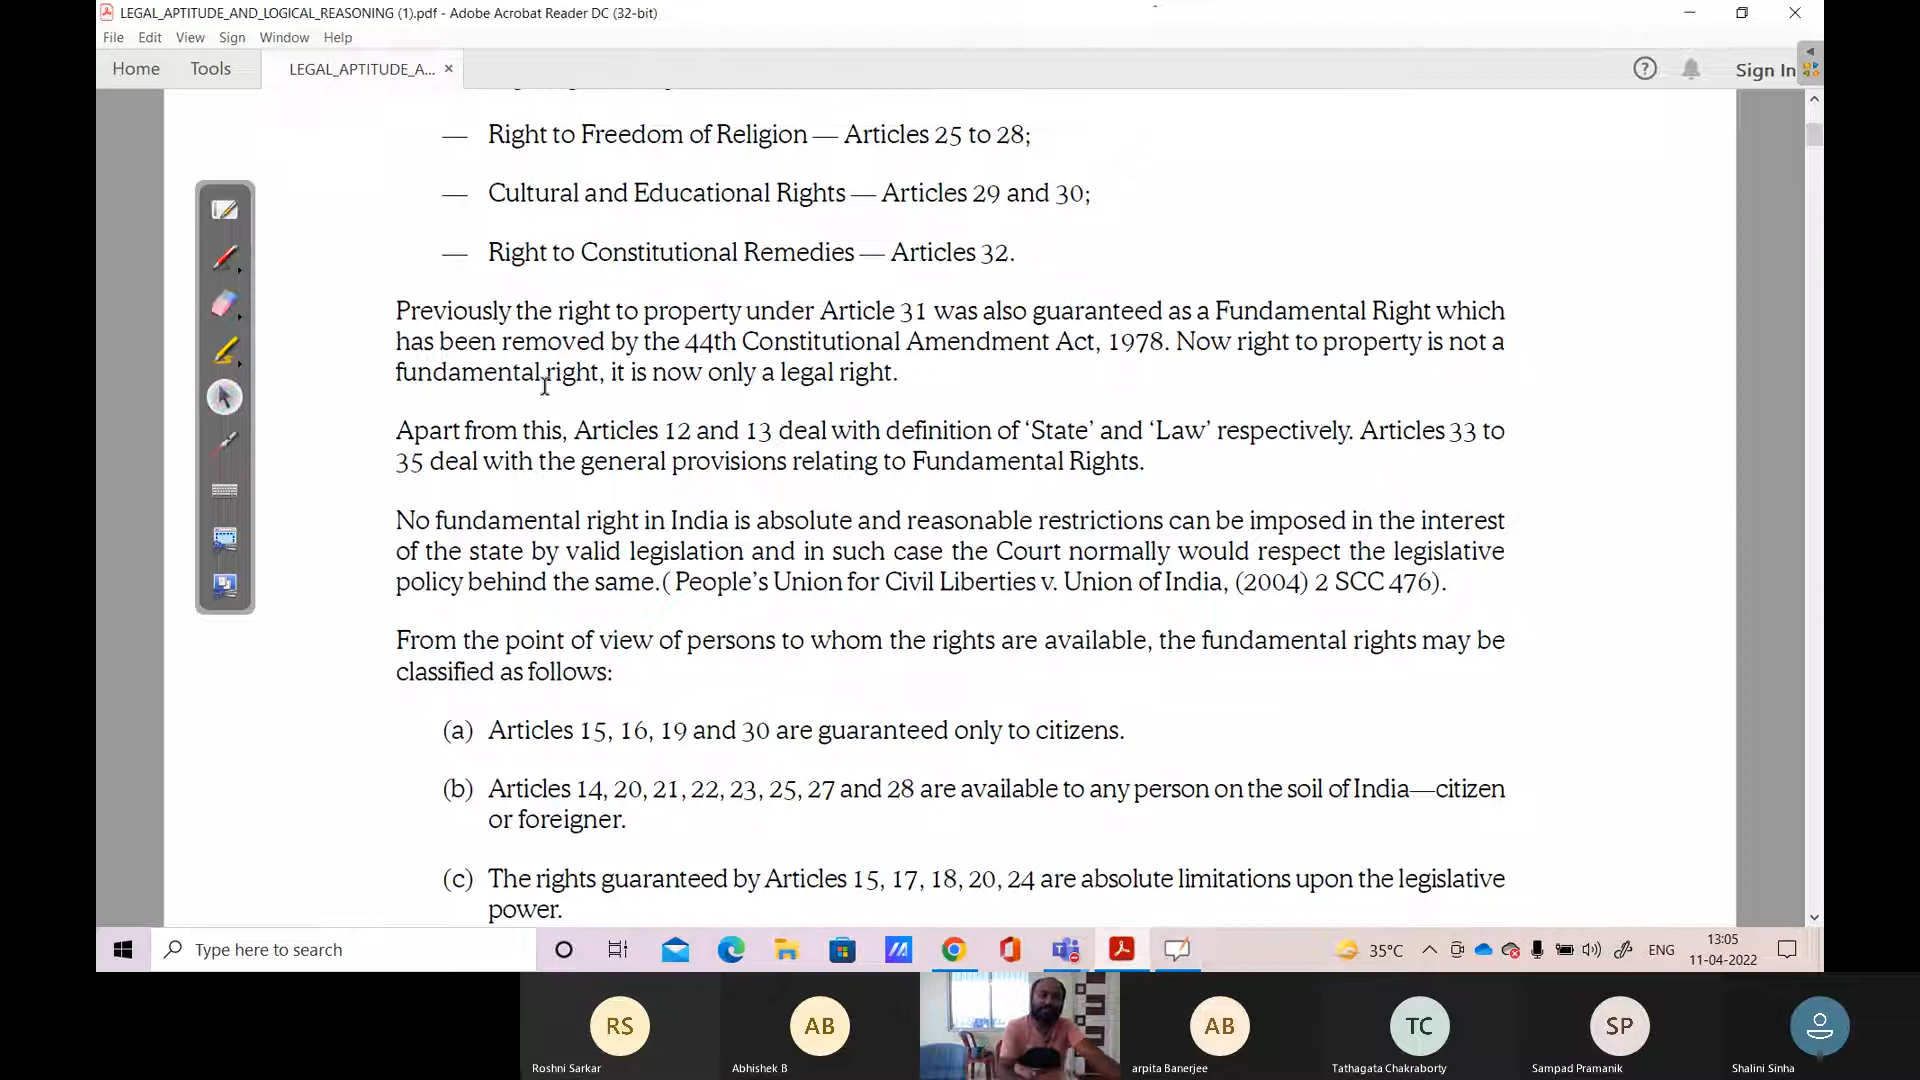 LEGAL_APTITUDE_AND_LOGICAL_REASONING (1).pdf - Adobe Acrobat Reader DC (32-bit)
File Edit View Sign Window Help
Home Tools LEGAL_APTITUDE_A... × Sign In
— Right to Freedom of Religion — Articles 25 to 28;
— Cultural and Educational Rights — Articles 29 and 30;
— Right to Constitutional Remedies — Articles 32.
Previously the right to property under Article 31 was also guaranteed as a Fundamental Right which
has been removed by the 44th Constitutional Amendment Act, 1978. Now right to property is not a
fundamental right, it is now only a legal right.
Apart from this, Articles 12 and 13 deal with definition of ‘State’ and ‘Law’ respectively. Articles 33 to
35 deal with the general provisions relating to Fundamental Rights.
No fundamental right in India is absolute and reasonable restrictions can be imposed in the interest
of the state by valid legislation and in such case the Court normally would respect the legislative
policy behind the same.( People’s Union for Civil Liberties v. Union of India, (2004) 2 SCC 476).
From the point of view of persons to whom the rights are available, the fundamental rights may be
classified as follows:
(a) Articles 15, 16, 19 and 30 are guaranteed only to citizens.
(b) Articles 14, 20, 21, 22, 23, 25, 27 and 28 are available to any person on the soil of India—citizen
or foreigner.
(c) The rights guaranteed by Articles 15, 17, 18, 20, 24 are absolute limitations upon the legislative
power.
Type here to search 35°C ENG 13:05
11-04-2022
RS AB AB TC SP
Roshni Sarkar Abhishek B arpita Banerjee Tathagata Chakraborty Sampad Pramanik Shalini Sinha